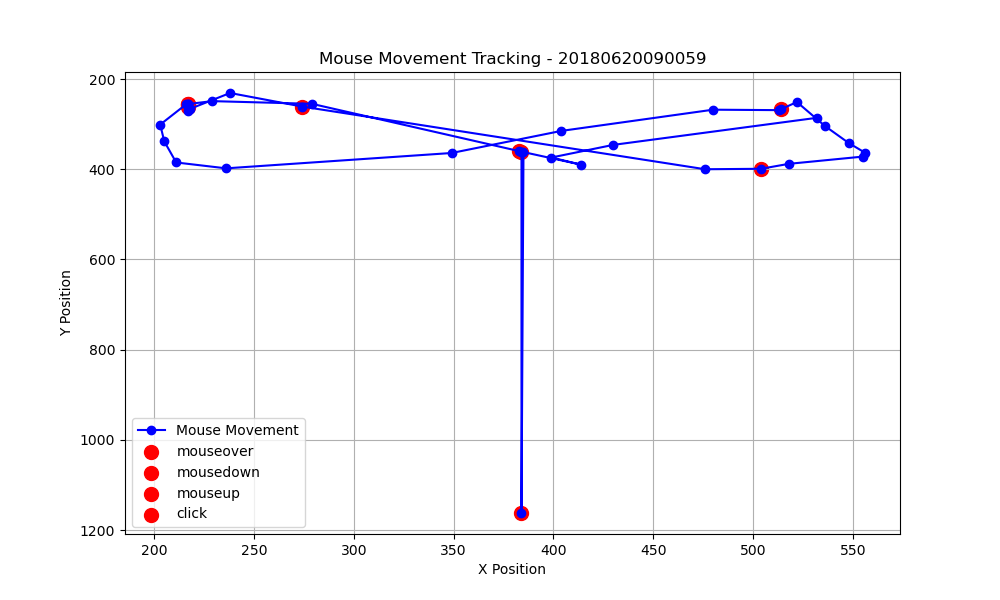 Mouse Movement Tracking - 20180620090059
200
400
600
800
1000
1200
Y Position
Mouse Movement
mouseover
mousedown
mouseup
click
200 250 300 350 400 450 500 550
X Position